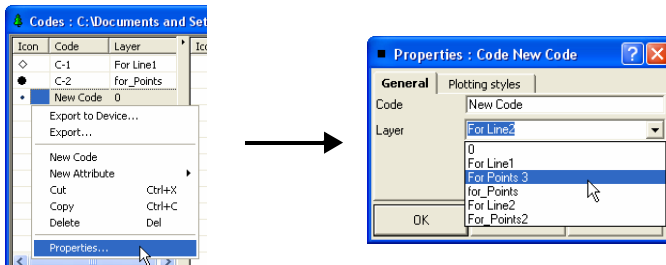 Codes : C:\Documents and Set
Icon Code Layer
C-1 For Line1
C-2 for_Points
New Code 0
Export to Device...
Export...
New Code
New Attribute
Cut Ctrl+X
Copy Ctrl+C
Delete Del
Properties...
Properties : Code New Code
General Plotting styles
Code New Code
Layer For Line2
0
For Line1
For Points 3
for_Points
For Line2
For_Points2
OK